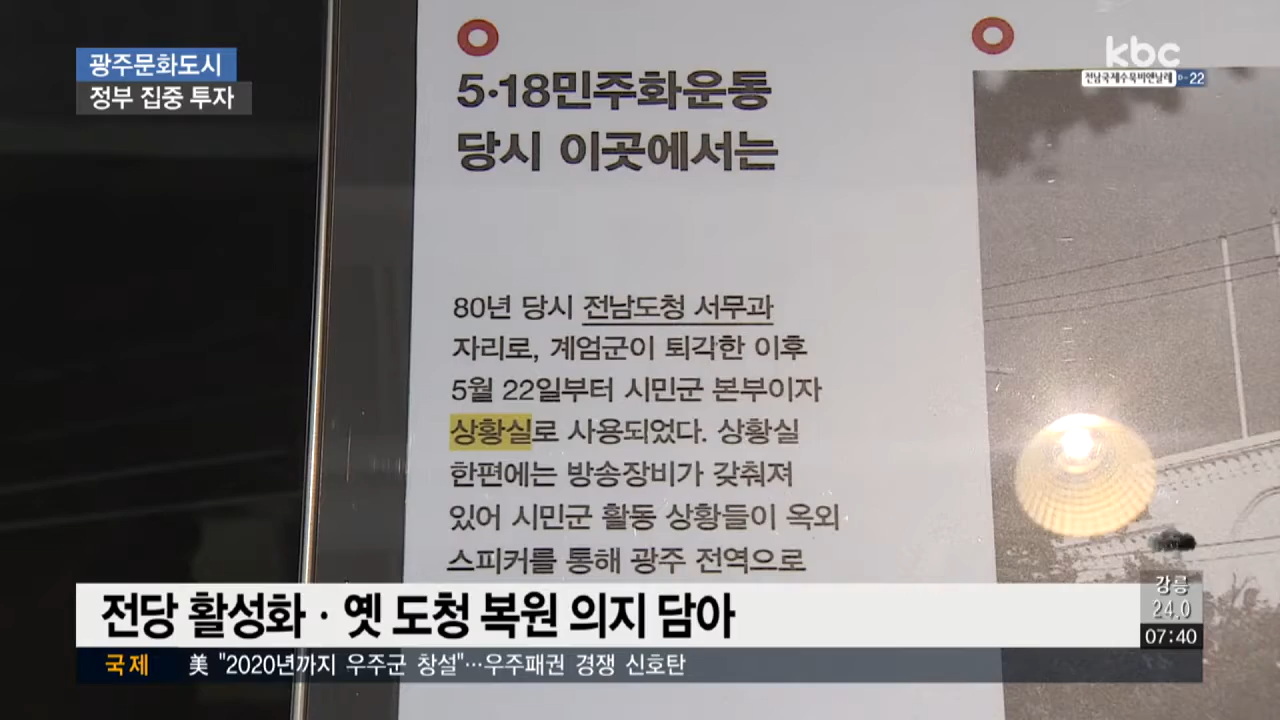 광주문화도시
정부 집중 투자
kbc
전남국제수묵비엔날레 D-22
5·18민주화운동
당시 이곳에서는
80년 당시 전남도청 서무과
자리로, 계엄군이 퇴각한 이후
5월 22일부터 시민군 본부이자
상황실로 사용되었다. 상황실
한편에는 방송장비가 갖춰져
있어 시민군 활동 상황들이 옥외
스피커를 통해 광주 전역으로
전당 활성화·옛 도청 복원 의지 담아
강릉
24.0
07:40
국제 美 "2020년까지 우주군 창설"…우주패권 경쟁 신호탄